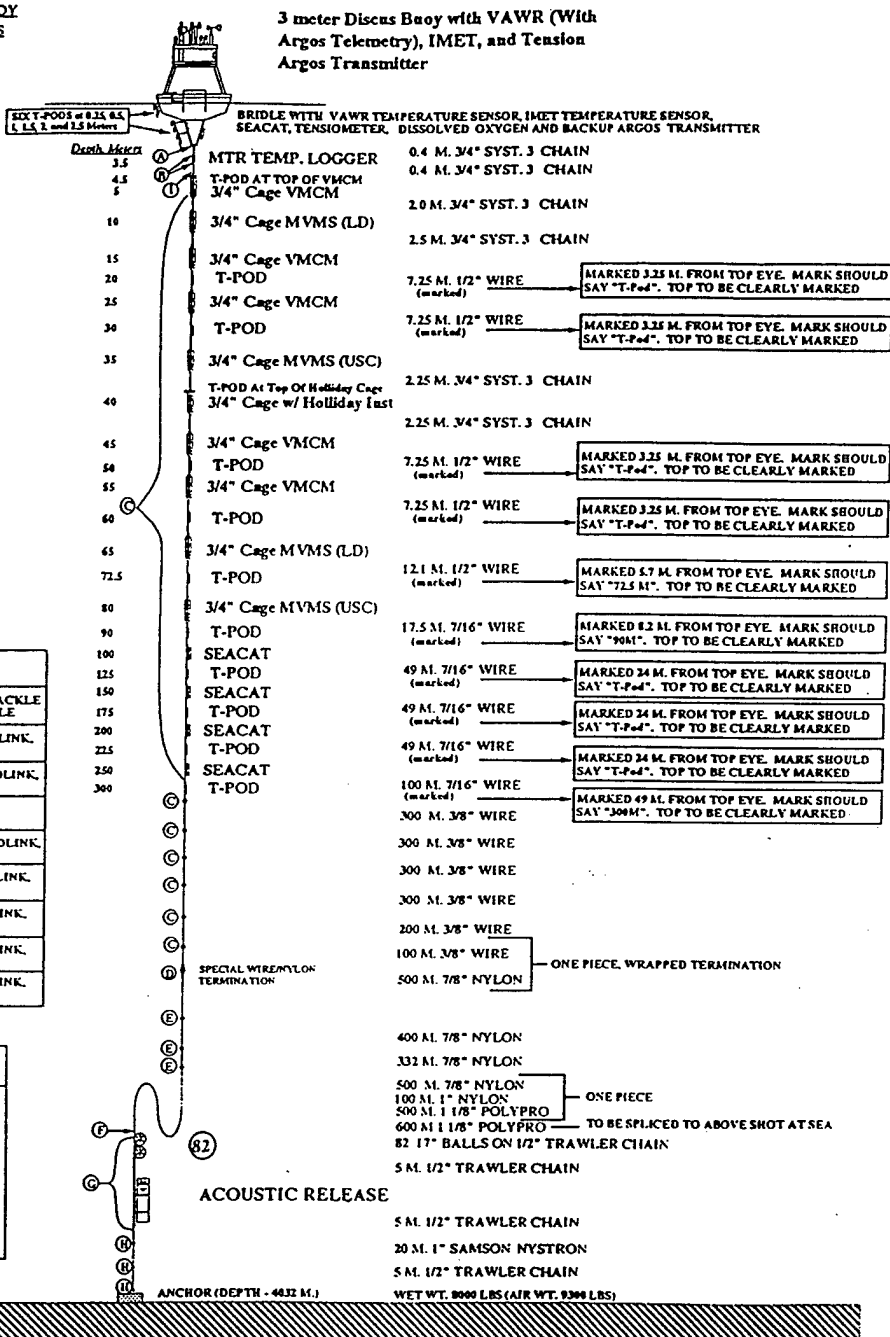 3 meter Discus Buoy with VAWR (With
Argos Telemetry), IMET, and Tension
Argos Transmitter
SIX T-PODS at 0.25, 0.5,
1, 1.5, 2, and 2.5 Meters
BRIDLE WITH VAWR TEMPERATURE SENSOR, IMET TEMPERATURE SENSOR,
SEACAT, TENSIOMETER, DISSOLVED OXYGEN AND BACKUP ARGOS TRANSMITTER
Depth Meters
A
3.5 MTR TEMP. LOGGER 0.4 M. 3/4" SYST. 3 CHAIN
B
4.5 T-POD AT TOP OF VMCM 0.4 M. 3/4" SYST. 3 CHAIN
5 3/4" Cage VMCM
2.0 M. 3/4" SYST. 3 CHAIN
10 3/4" Cage MVMS (LD)
2.5 M. 3/4" SYST. 3 CHAIN
15 3/4" Cage VMCM
20 T-POD 7.25 M. 1/2" WIRE (marked) MARKED 3.25 M. FROM TOP EYE. MARK SHOULD
SAY "T-Pod". TOP TO BE CLEARLY MARKED
25 3/4" Cage VMCM
30 T-POD 7.25 M. 1/2" WIRE (marked) MARKED 3.25 M. FROM TOP EYE. MARK SHOULD
SAY "T-Pod". TOP TO BE CLEARLY MARKED
35 3/4" Cage MVMS (USC)
2.25 M. 3/4" SYST. 3 CHAIN
T-POD At Top Of Holliday Cage
40 3/4" Cage w/ Holliday Inst
2.25 M. 3/4" SYST. 3 CHAIN
45 3/4" Cage VMCM
50 T-POD 7.25 M. 1/2" WIRE (marked) MARKED 3.25 M. FROM TOP EYE. MARK SHOULD
SAY "T-Pod". TOP TO BE CLEARLY MARKED
55 3/4" Cage VMCM
C
60 T-POD 7.25 M. 1/2" WIRE (marked) MARKED 3.25 M. FROM TOP EYE. MARK SHOULD
SAY "T-Pod". TOP TO BE CLEARLY MARKED
65 3/4" Cage MVMS (LD)
72.5 T-POD 12.1 M. 1/2" WIRE (marked) MARKED 5.7 M. FROM TOP EYE. MARK SHOULD
SAY "72.5 M". TOP TO BE CLEARLY MARKED
80 3/4" Cage MVMS (USC)
90 T-POD 17.5 M. 7/16" WIRE (marked) MARKED 8.2 M. FROM TOP EYE. MARK SHOULD
SAY "90M". TOP TO BE CLEARLY MARKED
100 SEACAT
125 T-POD 49 M. 7/16" WIRE (marked) MARKED 24 M. FROM TOP EYE. MARK SHOULD
SAY "T-Pod". TOP TO BE CLEARLY MARKED
150 SEACAT
175 T-POD 49 M. 7/16" WIRE (marked) MARKED 24 M. FROM TOP EYE. MARK SHOULD
SAY "T-Pod". TOP TO BE CLEARLY MARKED
200 SEACAT
225 T-POD 49 M. 7/16" WIRE (marked) MARKED 24 M. FROM TOP EYE. MARK SHOULD
SAY "T-Pod". TOP TO BE CLEARLY MARKED
250 SEACAT
300 T-POD 100 M. 7/16" WIRE (marked) MARKED 49 M. FROM TOP EYE. MARK SHOULD
SAY "300M". TOP TO BE CLEARLY MARKED
C
300 M. 3/8" WIRE
C
300 M. 3/8" WIRE
C
300 M. 3/8" WIRE
C
300 M. 3/8" WIRE
C
200 M. 3/8" WIRE
C
100 M. 3/8" WIRE
ONE PIECE, WRAPPED TERMINATION
D SPECIAL WIRE/NYLON
TERMINATION
500 M. 7/8" NYLON
E
400 M. 7/8" NYLON
E
332 M. 7/8" NYLON
E
500 M. 7/8" NYLON
100 M. 1" NYLON ONE PIECE
500 M. 1 1/8" POLYPRO
600 M 1 1/8" POLYPRO TO BE SPLICED TO ABOVE SHOT AT SEA
F
82 82 17" BALLS ON 1/2" TRAWLER CHAIN
5 M. 1/2" TRAWLER CHAIN
G
ACOUSTIC RELEASE
5 M. 1/2" TRAWLER CHAIN
H
20 M. 1" SAMSON NYSTRON
H
5 M. 1/2" TRAWLER CHAIN
ANCHOR (DEPTH - 4032 M.) WET WT. 8000 LBS (AIR WT. 9300 LBS)